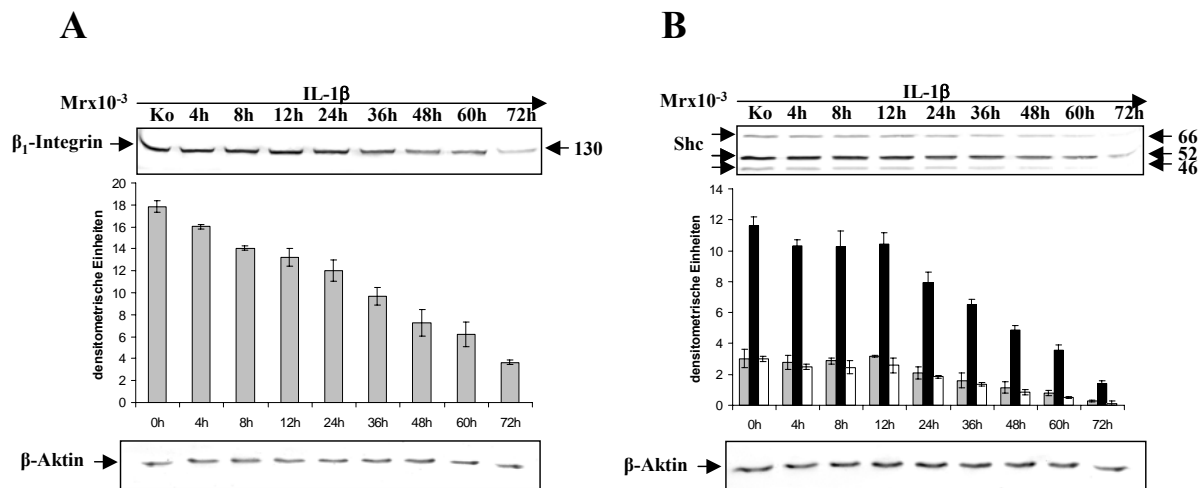 A
IL-1β
Mrx10-3
Ko 4h 8h 12h 24h 36h 48h 60h 72h
β1-Integrin
130
densitometrische Einheiten
20
18
16
14
12
10
8
6
4
2
0
0h 4h 8h 12h 24h 36h 48h 60h 72h
β-Aktin
B
IL-1β
Mrx10-3
Ko 4h 8h 12h 24h 36h 48h 60h 72h
Shc
66
52
46
densitometrische Einheiten
14
12
10
8
6
4
2
0
0h 4h 8h 12h 24h 36h 48h 60h 72h
β-Aktin